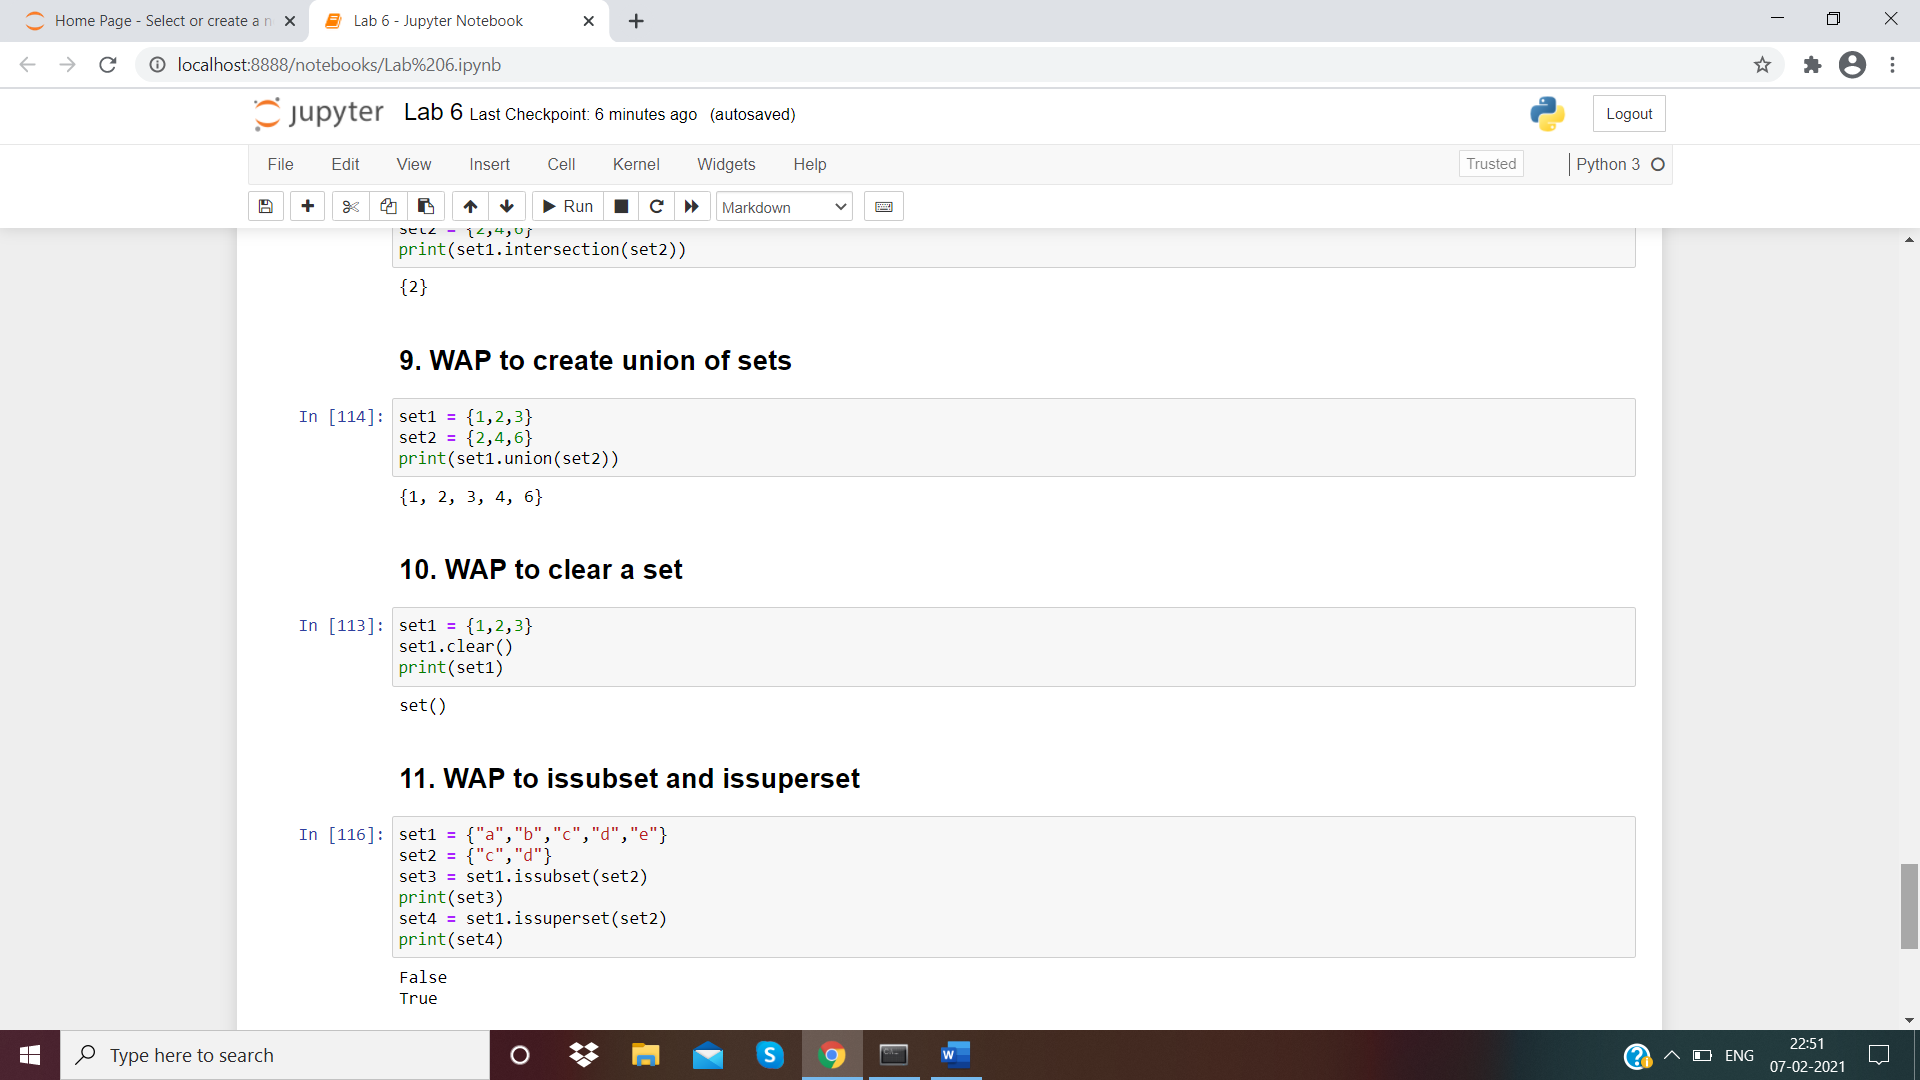 Home Page - Select or create a n
Lab 6 - Jupyter Notebook
localhost:8888/notebooks/Lab%206.ipynb
jupyter Lab 6 Last Checkpoint: 6 minutes ago (autosaved)
Logout
File Edit View Insert Cell Kernel Widgets Help
Trusted
Python 3
Run
Markdown
set2 = {2,4,6}
print(set1.intersection(set2))
{2}
9. WAP to create union of sets
In [114]:
set1 = {1,2,3}
set2 = {2,4,6}
print(set1.union(set2))
{1, 2, 3, 4, 6}
10. WAP to clear a set
In [113]:
set1 = {1,2,3}
set1.clear()
print(set1)
set()
11. WAP to issubset and issuperset
In [116]:
set1 = {"a","b","c","d","e"}
set2 = {"c","d"}
set3 = set1.issubset(set2)
print(set3)
set4 = set1.issuperset(set2)
print(set4)
False
True
Type here to search
ENG
22:51
07-02-2021